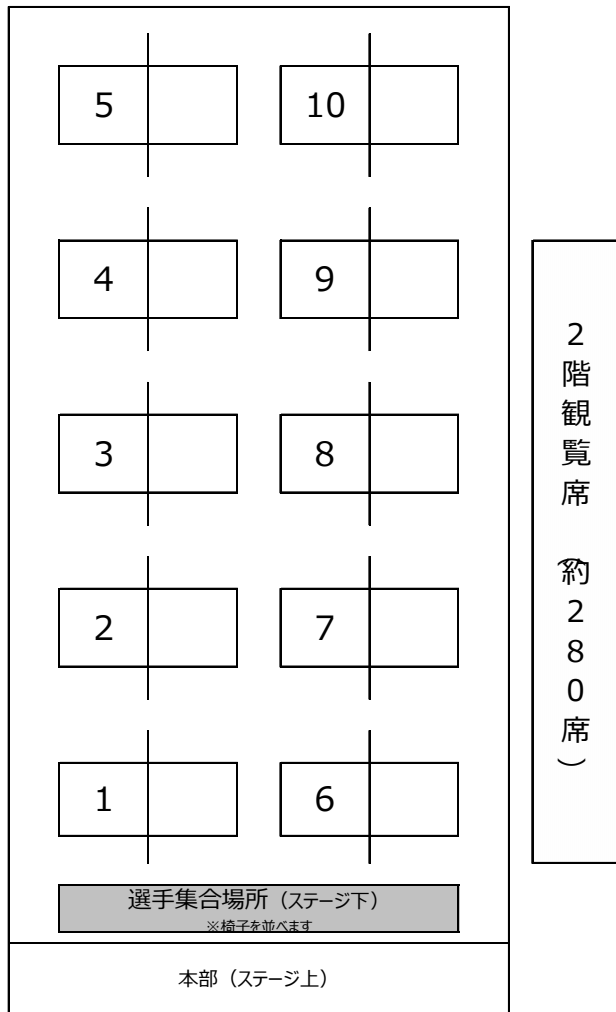 5 10
4 9
3 8
2 7
1 6
選手集合場所（ステージ下）
※椅子を並べます
本部（ステージ上）
2階観覧席（約280席）